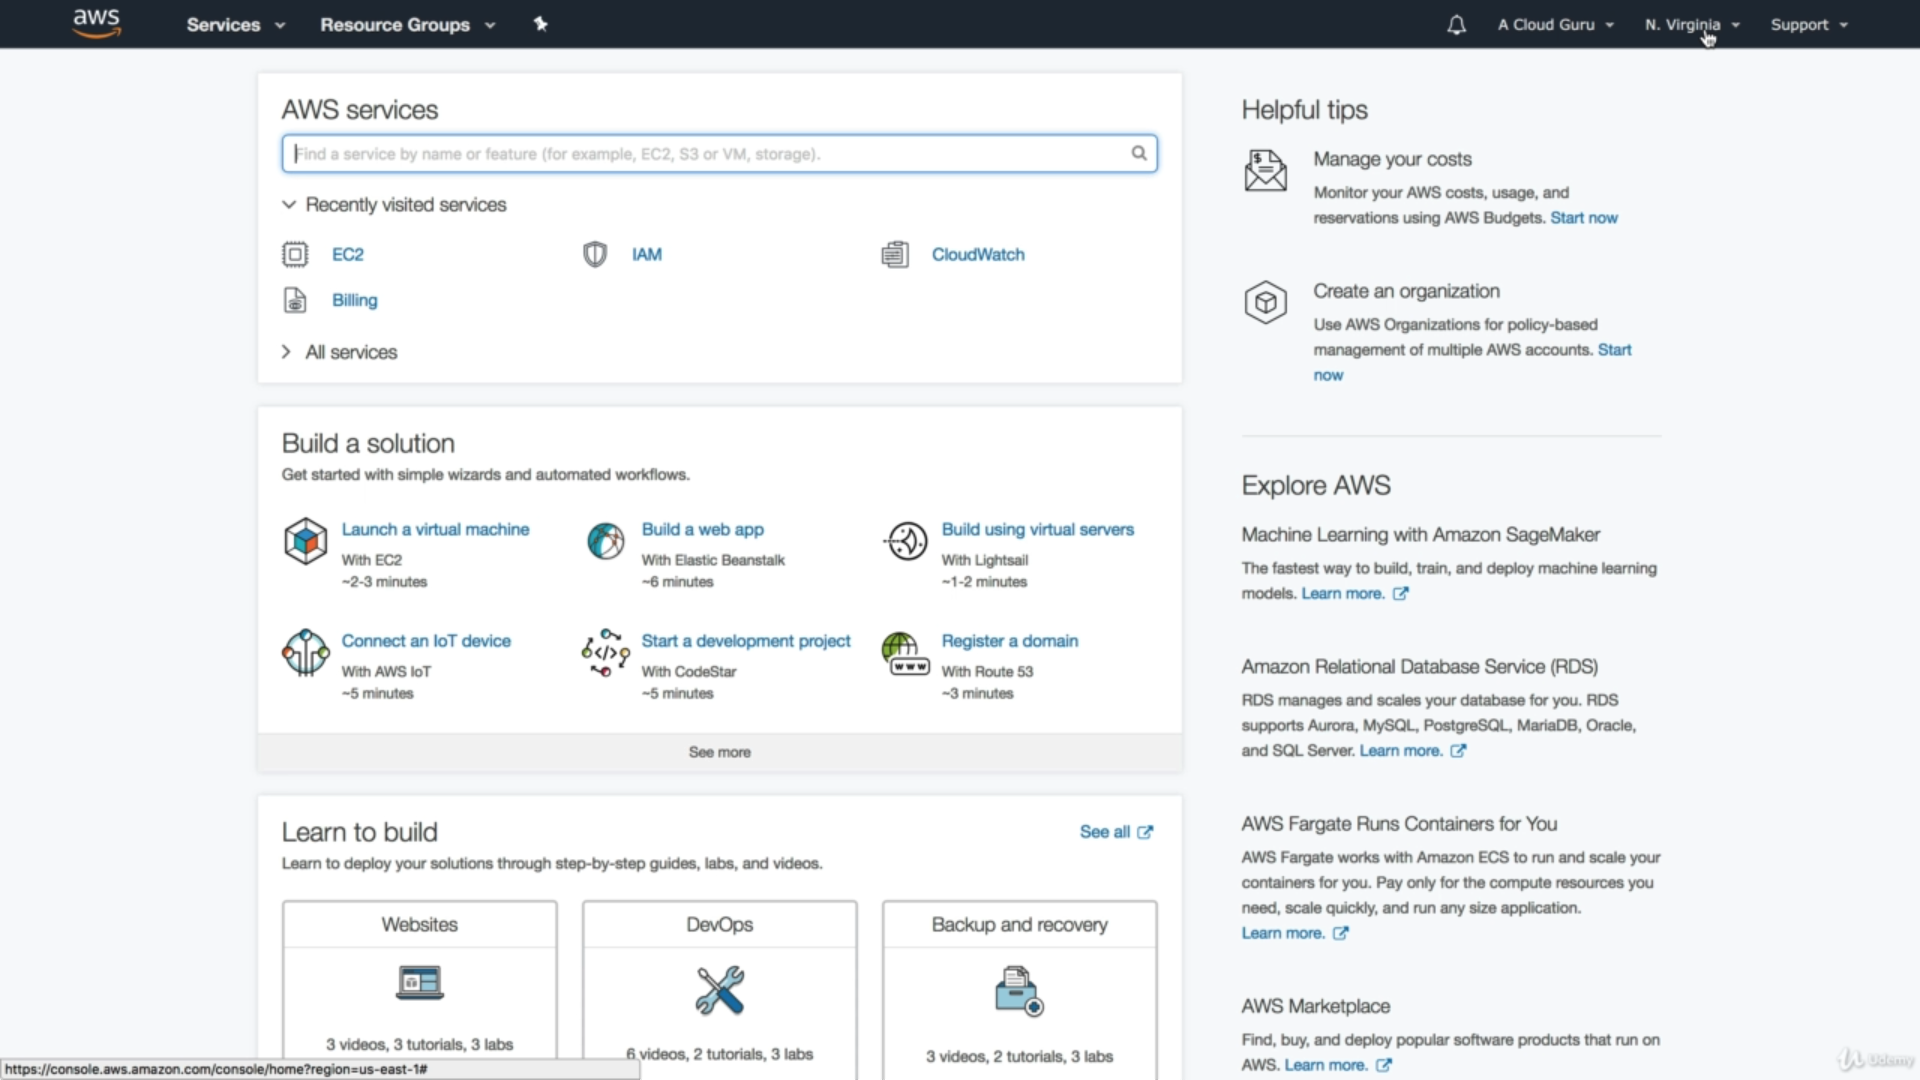 aws
Services
Resource Groups
A Cloud Guru
N. Virginia
Support
AWS services
Find a service by name or feature (for example, EC2, S3 or VM, storage).
Recently visited services
EC2
IAM
CloudWatch
Billing
All services
Build a solution
Get started with simple wizards and automated workflows.
Launch a virtual machine
With EC2
~2-3 minutes
Build a web app
With Elastic Beanstalk
~6 minutes
Build using virtual servers
With Lightsail
~1-2 minutes
Connect an IoT device
With AWS IoT
~5 minutes
Start a development project
With CodeStar
~5 minutes
Register a domain
With Route 53
~3 minutes
See more
Learn to build
See all
Learn to deploy your solutions through step-by-step guides, labs, and videos.
Websites
3 videos, 3 tutorials, 3 labs
DevOps
6 videos, 2 tutorials, 3 labs
Backup and recovery
3 videos, 2 tutorials, 3 labs
Helpful tips
Manage your costs
Monitor your AWS costs, usage, and
reservations using AWS Budgets. Start now
Create an organization
Use AWS Organizations for policy-based
management of multiple AWS accounts. Start
now
Explore AWS
Machine Learning with Amazon SageMaker
The fastest way to build, train, and deploy machine learning
models. Learn more.
Amazon Relational Database Service (RDS)
RDS manages and scales your database for you. RDS
supports Aurora, MySQL, PostgreSQL, MariaDB, Oracle,
and SQL Server. Learn more.
AWS Fargate Runs Containers for You
AWS Fargate works with Amazon ECS to run and scale your
containers for you. Pay only for the compute resources you
need, scale quickly, and run any size application.
Learn more.
AWS Marketplace
Find, buy, and deploy popular software products that run on
AWS. Learn more.
https://console.aws.amazon.com/console/home?region=us-east-1#
Udemy